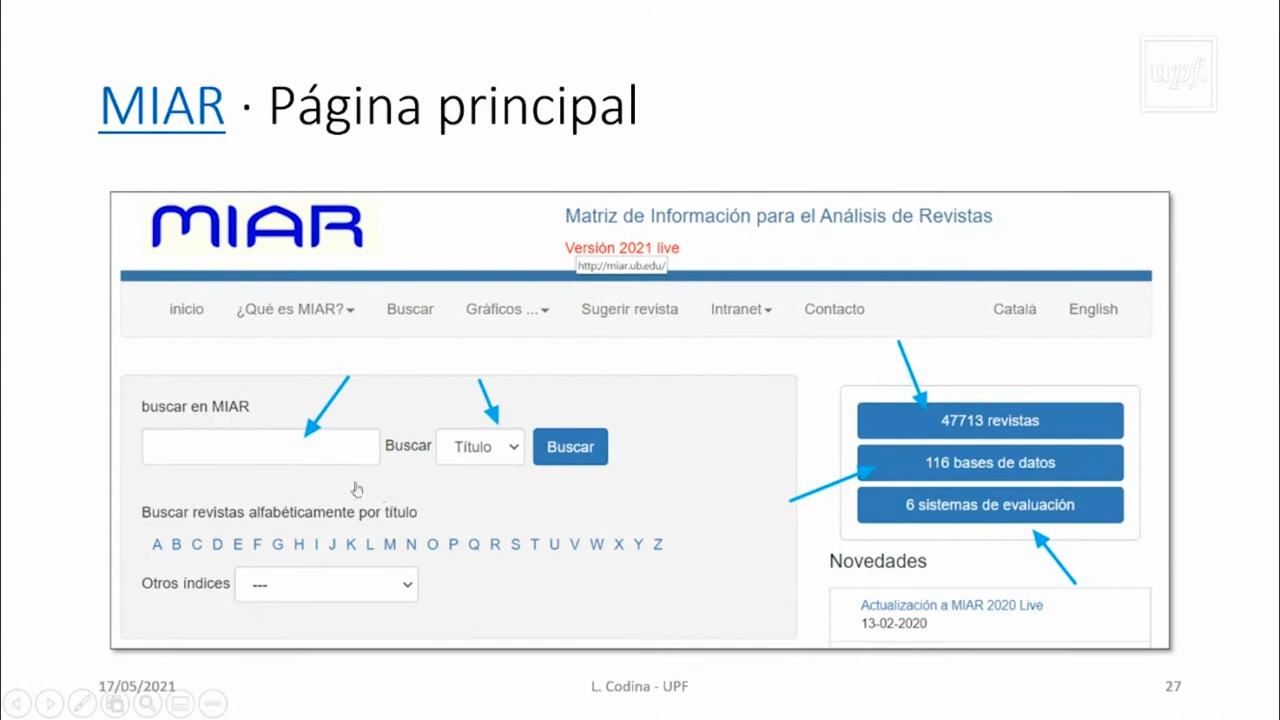 upf.
MIAR · Página principal
MIAR
Matriz de Información para el Análisis de Revistas
Versión 2021 live
http://miar.ub.edu/
inicio ¿Qué es MIAR? Buscar Gráficos ... Sugerir revista Intranet Contacto Català English
buscar en MIAR
Buscar Título Buscar
Buscar revistas alfabéticamente por título
A B C D E F G H I J K L M N O P Q R S T U V W X Y Z
Otros índices ---
47713 revistas
116 bases de datos
6 sistemas de evaluación
Novedades
Actualización a MIAR 2020 Live
13-02-2020
17/05/2021 L. Codina - UPF 27